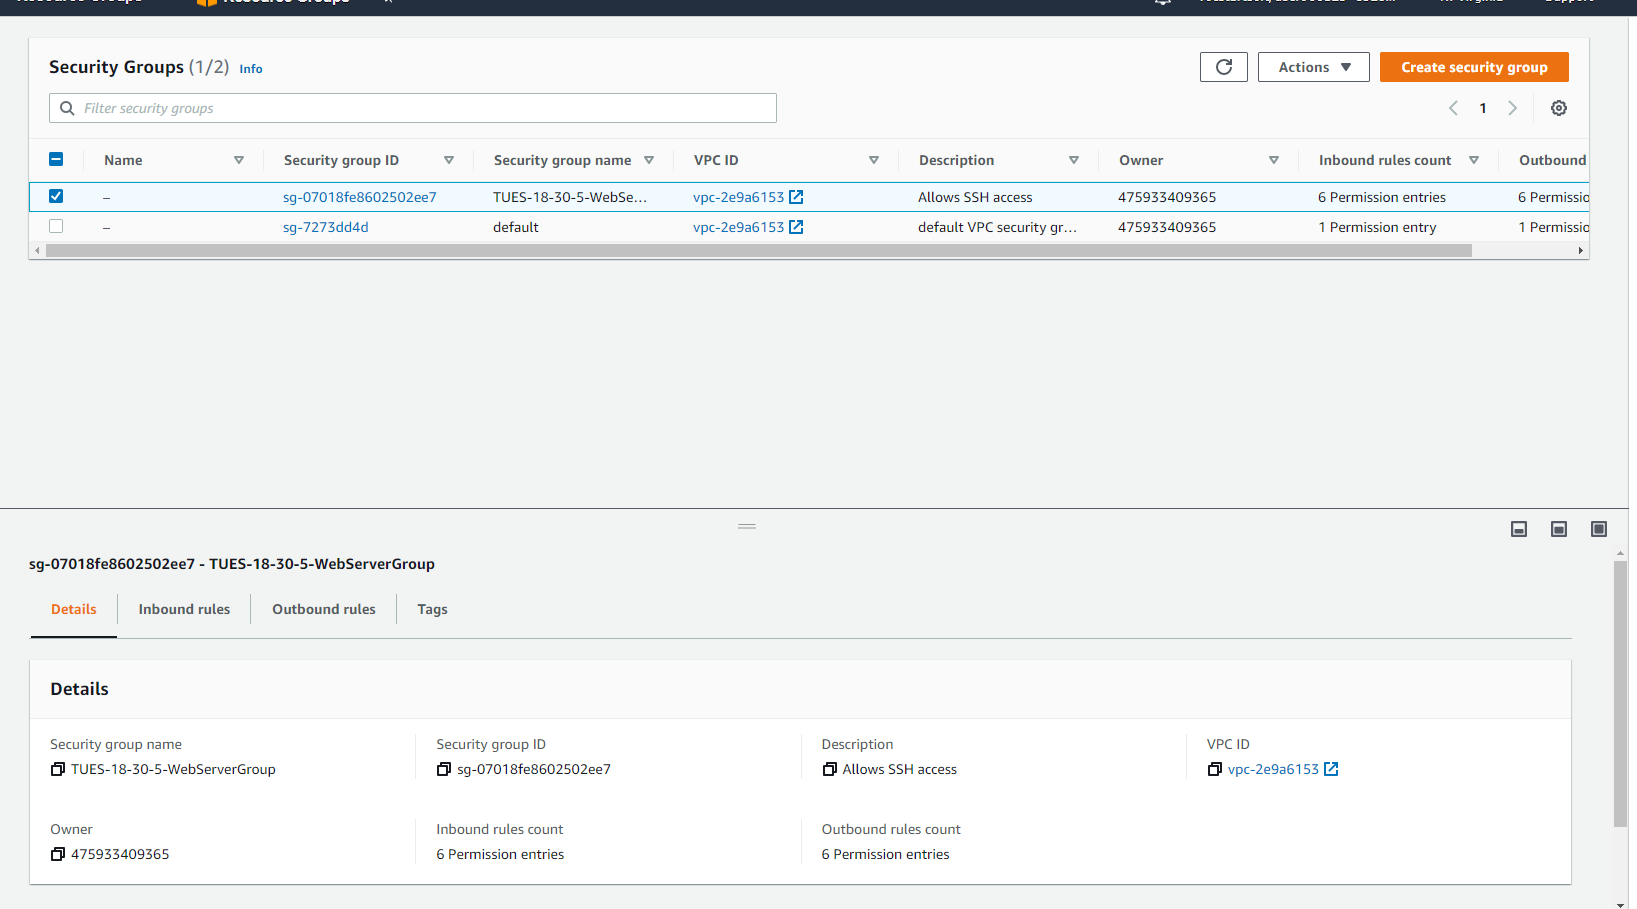 Resource Groups
Security Groups (1/2) Info
Actions
Create security group
Filter security groups
1
Name
Security group ID
Security group name
VPC ID
Description
Owner
Inbound rules count
Outbound
–
sg-07018fe8602502ee7
TUES-18-30-5-WebSe...
vpc-2e9a6153
Allows SSH access
475933409365
6 Permission entries
6 Permissio
–
sg-7273dd4d
default
vpc-2e9a6153
default VPC security gr...
475933409365
1 Permission entry
1 Permissio
sg-07018fe8602502ee7 - TUES-18-30-5-WebServerGroup
Details
Inbound rules
Outbound rules
Tags
Details
Security group name
TUES-18-30-5-WebServerGroup
Security group ID
sg-07018fe8602502ee7
Description
Allows SSH access
VPC ID
vpc-2e9a6153
Owner
475933409365
Inbound rules count
6 Permission entries
Outbound rules count
6 Permission entries